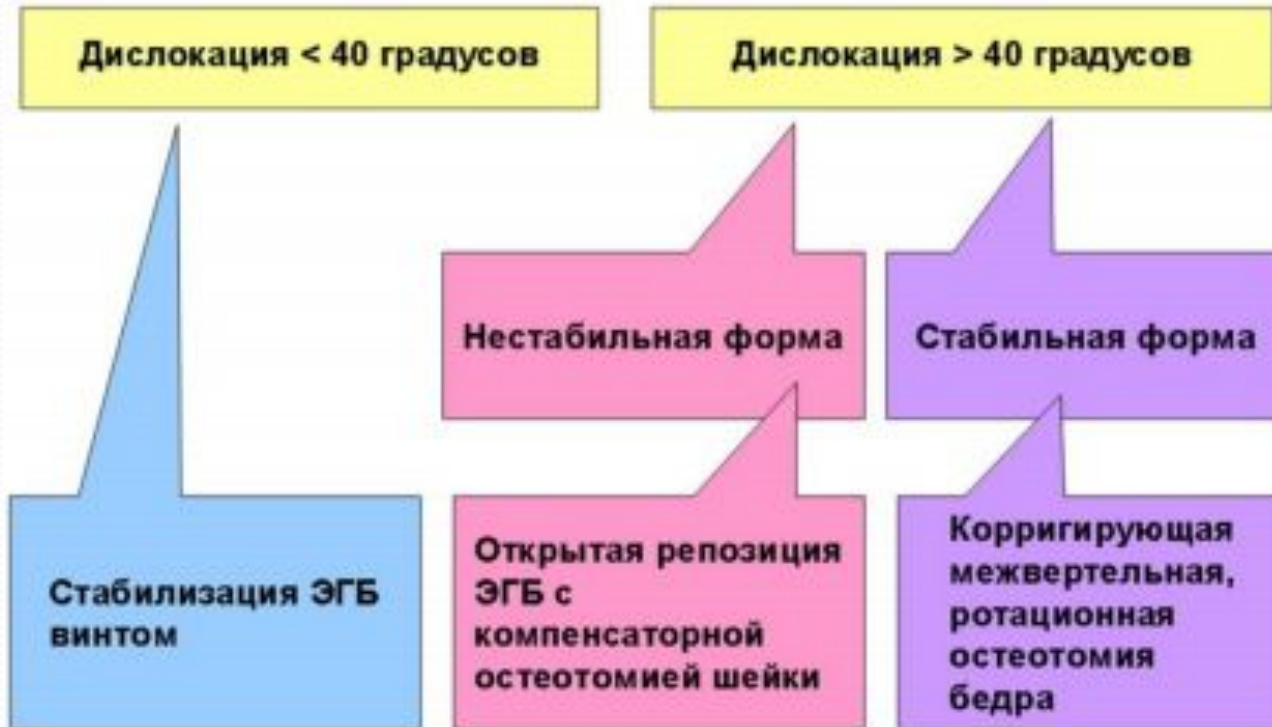 Дислокация < 40 градусов
Дислокация > 40 градусов
Нестабильная форма
Стабильная форма
Стабилизация ЭГБ
винтом
Открытая репозиция
ЭГБ с
компенсаторной
остеотомией шейки
Корригирующая
межвертельная,
ротационная
остеотомия
бедра